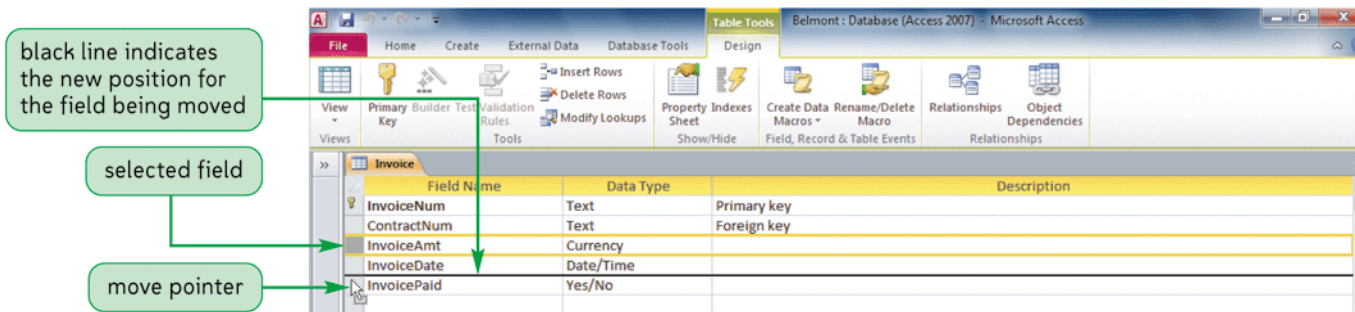 black line indicates
the new position for
the field being moved
selected field
move pointer
Table Tools
Belmont : Database (Access 2007) - Microsoft Access
File Home Create External Data Database Tools Design
View
Primary Key
Builder
Test Validation Rules
Insert Rows
Delete Rows
Modify Lookups
Property Sheet
Indexes
Create Data Macros
Rename/Delete Macro
Relationships
Object Dependencies
Views Tools Show/Hide Field, Record & Table Events Relationships
Invoice
Field Name Data Type Description
InvoiceNum Text Primary key
ContractNum Text Foreign key
InvoiceAmt Currency
InvoiceDate Date/Time
InvoicePaid Yes/No